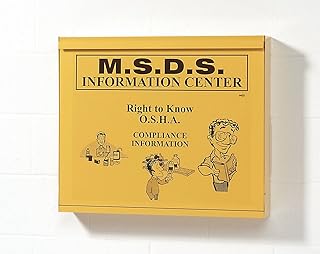 M.S.D.S.
INFORMATION CENTER
Right to Know
O.S.H.A.
COMPLIANCE
INFORMATION